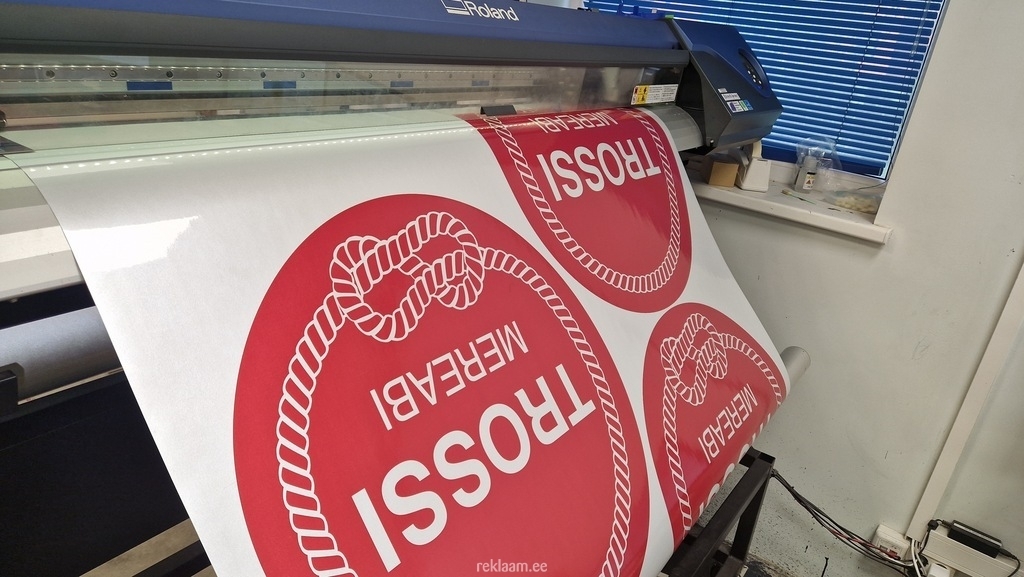 Roland
MEREABI
TROSSI
MEREABI
TROSSI
MEREABI
reklaam.ee